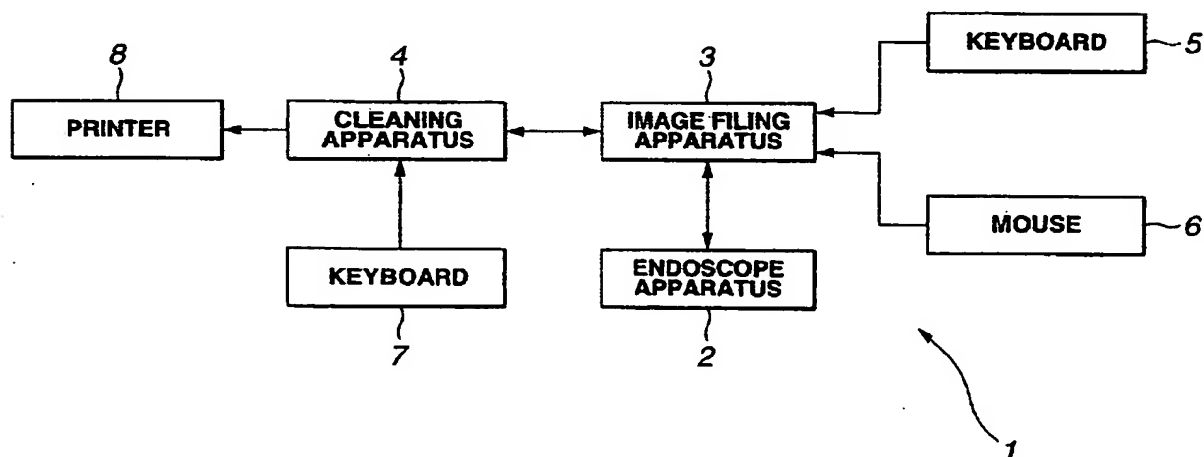 8
PRINTER
4
CLEANING
APPARATUS
3
IMAGE FILING
APPARATUS
KEYBOARD
5
MOUSE
6
KEYBOARD
7
ENDOSCOPE
APPARATUS
2
1